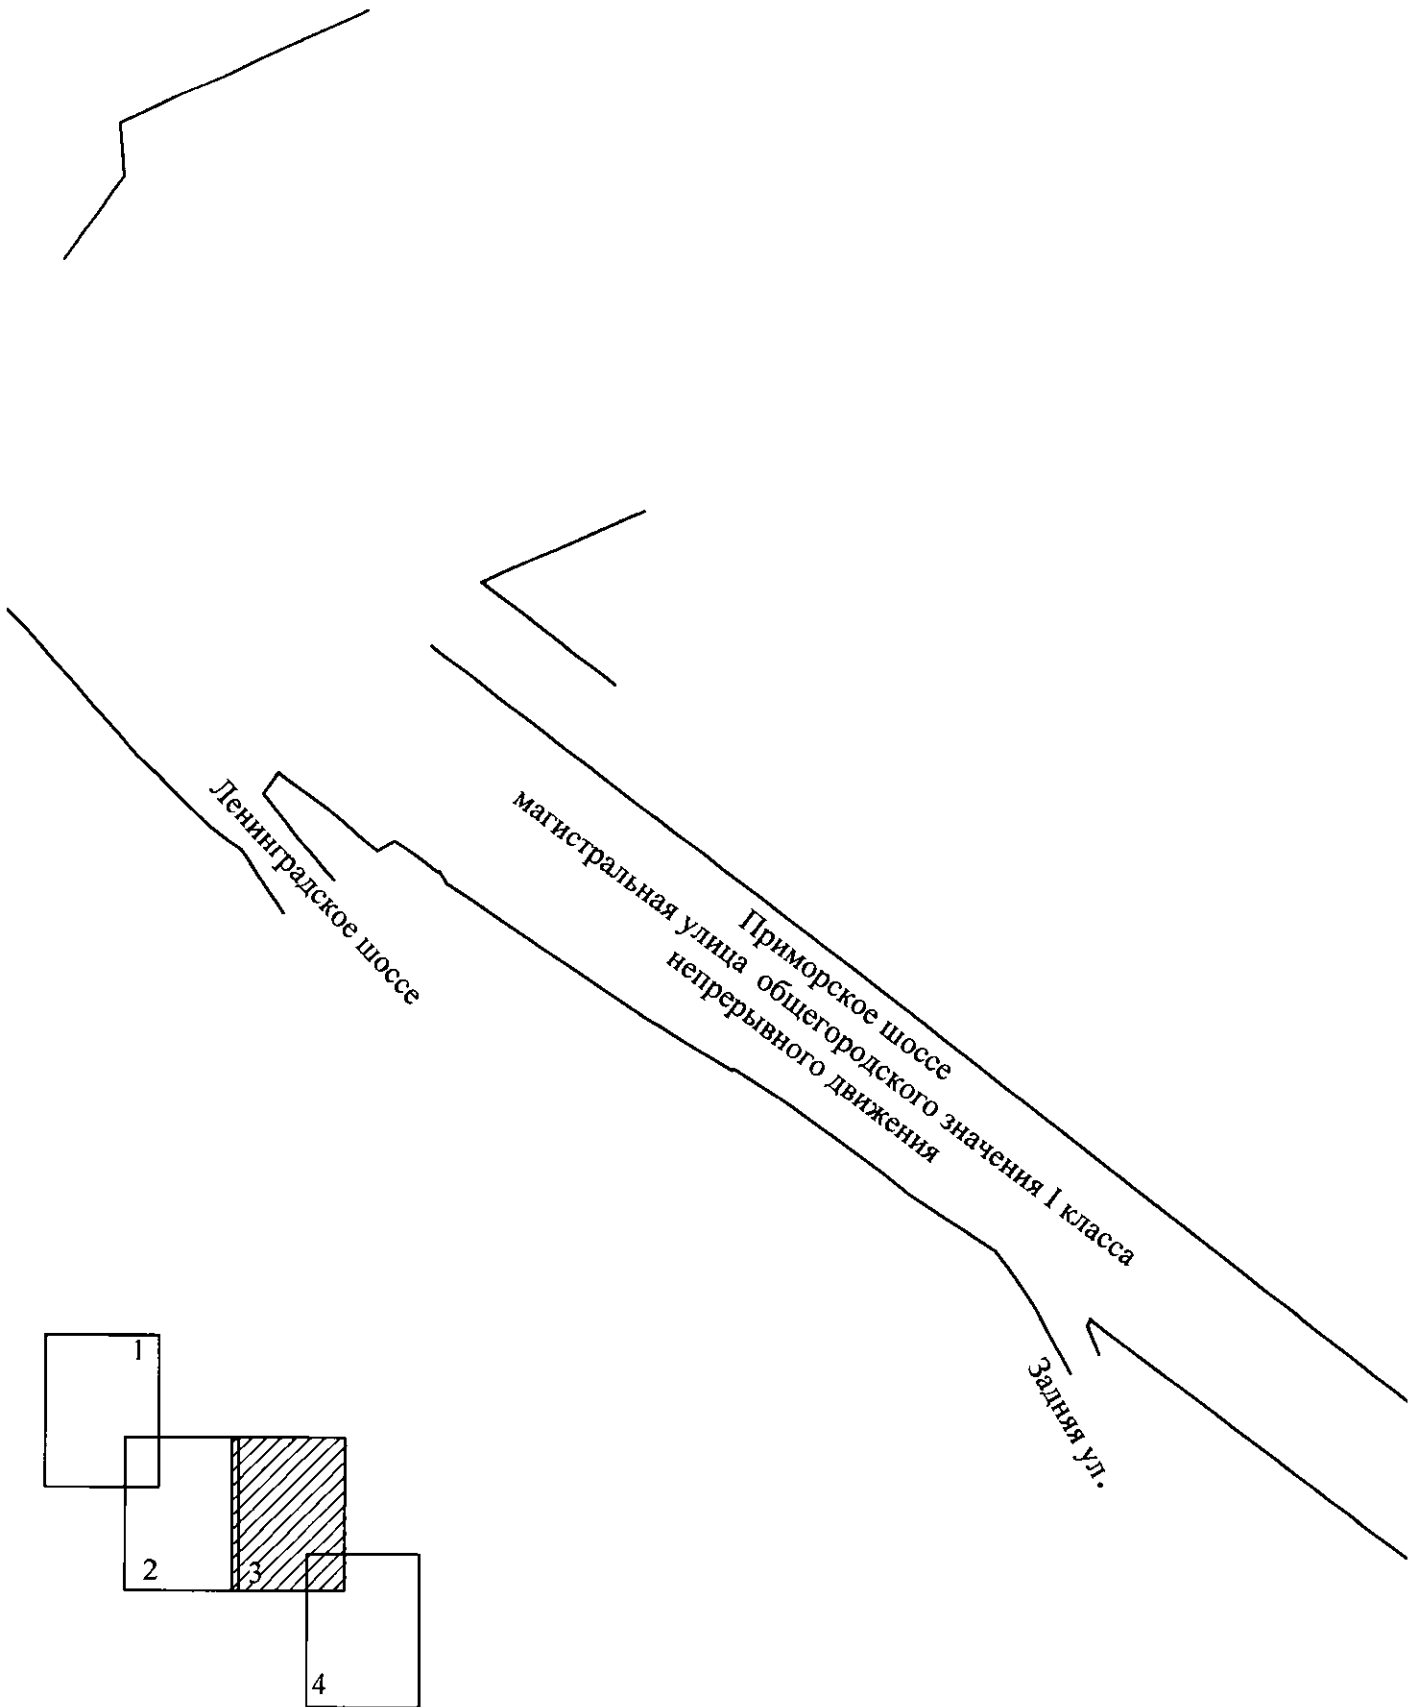 Ленинградское шоссе
Приморское шоссе
магистральная улица общегородского значения I класса
непрерывного движения
Задняя ул.
1
2
3
4